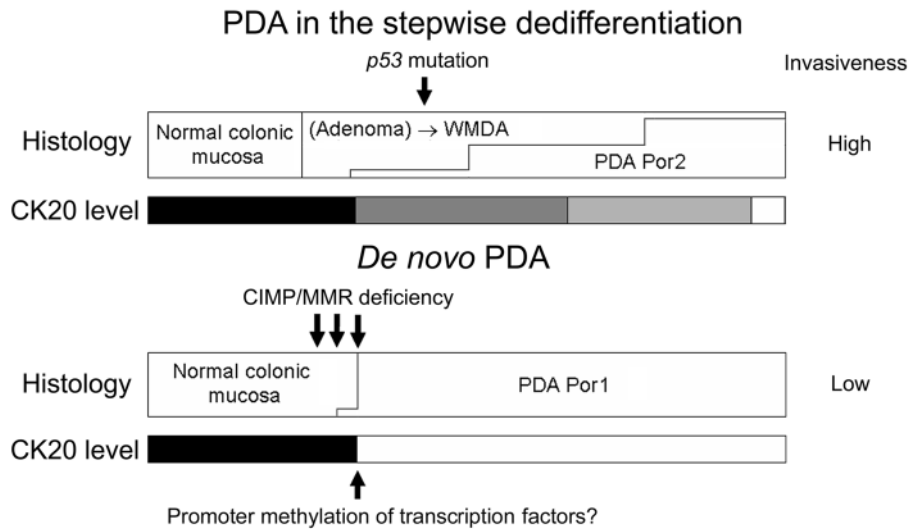 PDA in the stepwise dedifferentiation
p53 mutation
Invasiveness
Histology
Normal colonic
mucosa
(Adenoma) → WMDA
PDA Por2
High
CK20 level
De novo PDA
CIMP/MMR deficiency
Histology
Normal colonic
mucosa
PDA Por1
Low
CK20 level
Promoter methylation of transcription factors?